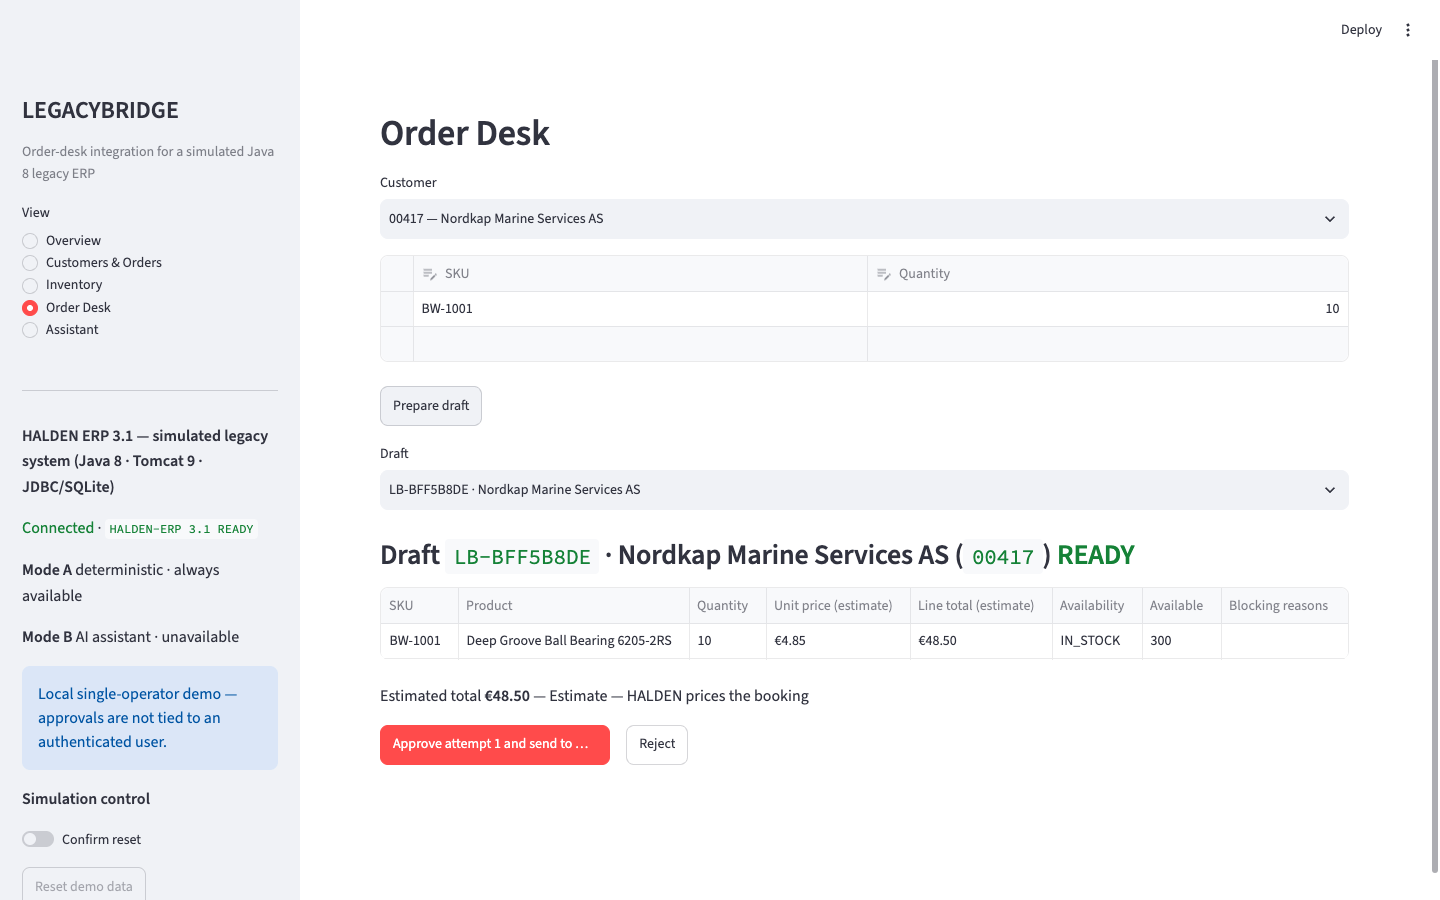 Deploy
LEGACYBRIDGE
Order-desk integration for a simulated Java
8 legacy ERP
View
Overview
Customers & Orders
Inventory
Order Desk
Assistant
HALDEN ERP 3.1 — simulated legacy
system (Java 8 · Tomcat 9 ·
JDBC/SQLite)
Connected · HALDEN-ERP 3.1 READY
Mode A deterministic · always
available
Mode B AI assistant · unavailable
Local single-operator demo —
approvals are not tied to an
authenticated user.
Simulation control
Confirm reset
Reset demo data
Order Desk
Customer
00417 — Nordkap Marine Services AS
SKU Quantity
BW-1001 10
Prepare draft
Draft
LB-BFF5B8DE · Nordkap Marine Services AS
Draft LB-BFF5B8DE · Nordkap Marine Services AS ( 00417 ) READY
SKU Product Quantity Unit price (estimate) Line total (estimate) Availability Available Blocking reasons
BW-1001 Deep Groove Ball Bearing 6205-2RS 10 €4.85 €48.50 IN_STOCK 300
Estimated total €48.50 — Estimate — HALDEN prices the booking
Approve attempt 1 and send to ... Reject